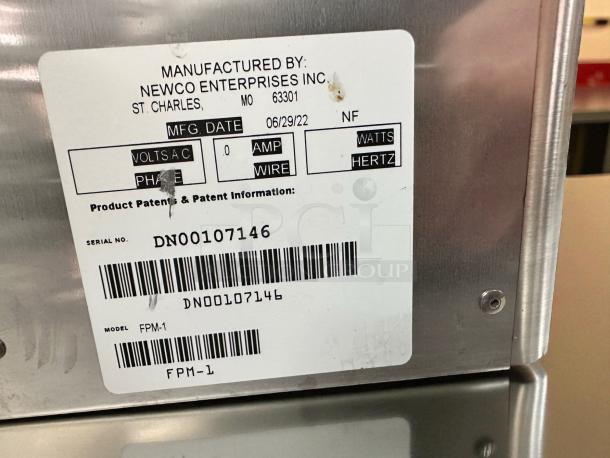 MANUFACTURED BY:
NEWCO ENTERPRISES INC.
ST. CHARLES, MO 63301
MFG DATE 06/29/22 NF
VOLTS A C .0 AMP WATTS
PHASE WIRE HERTZ
Product Patents & Patent Information:
SERIAL NO. DN00107146
DN00107146
MODEL FPM-1
FPM-1